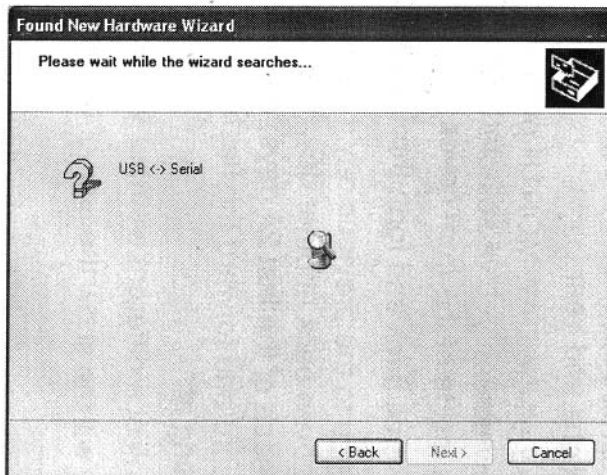 Found New Hardware Wizard
Please wait while the wizard searches...
USB <-> Serial
< Back
Next >
Cancel